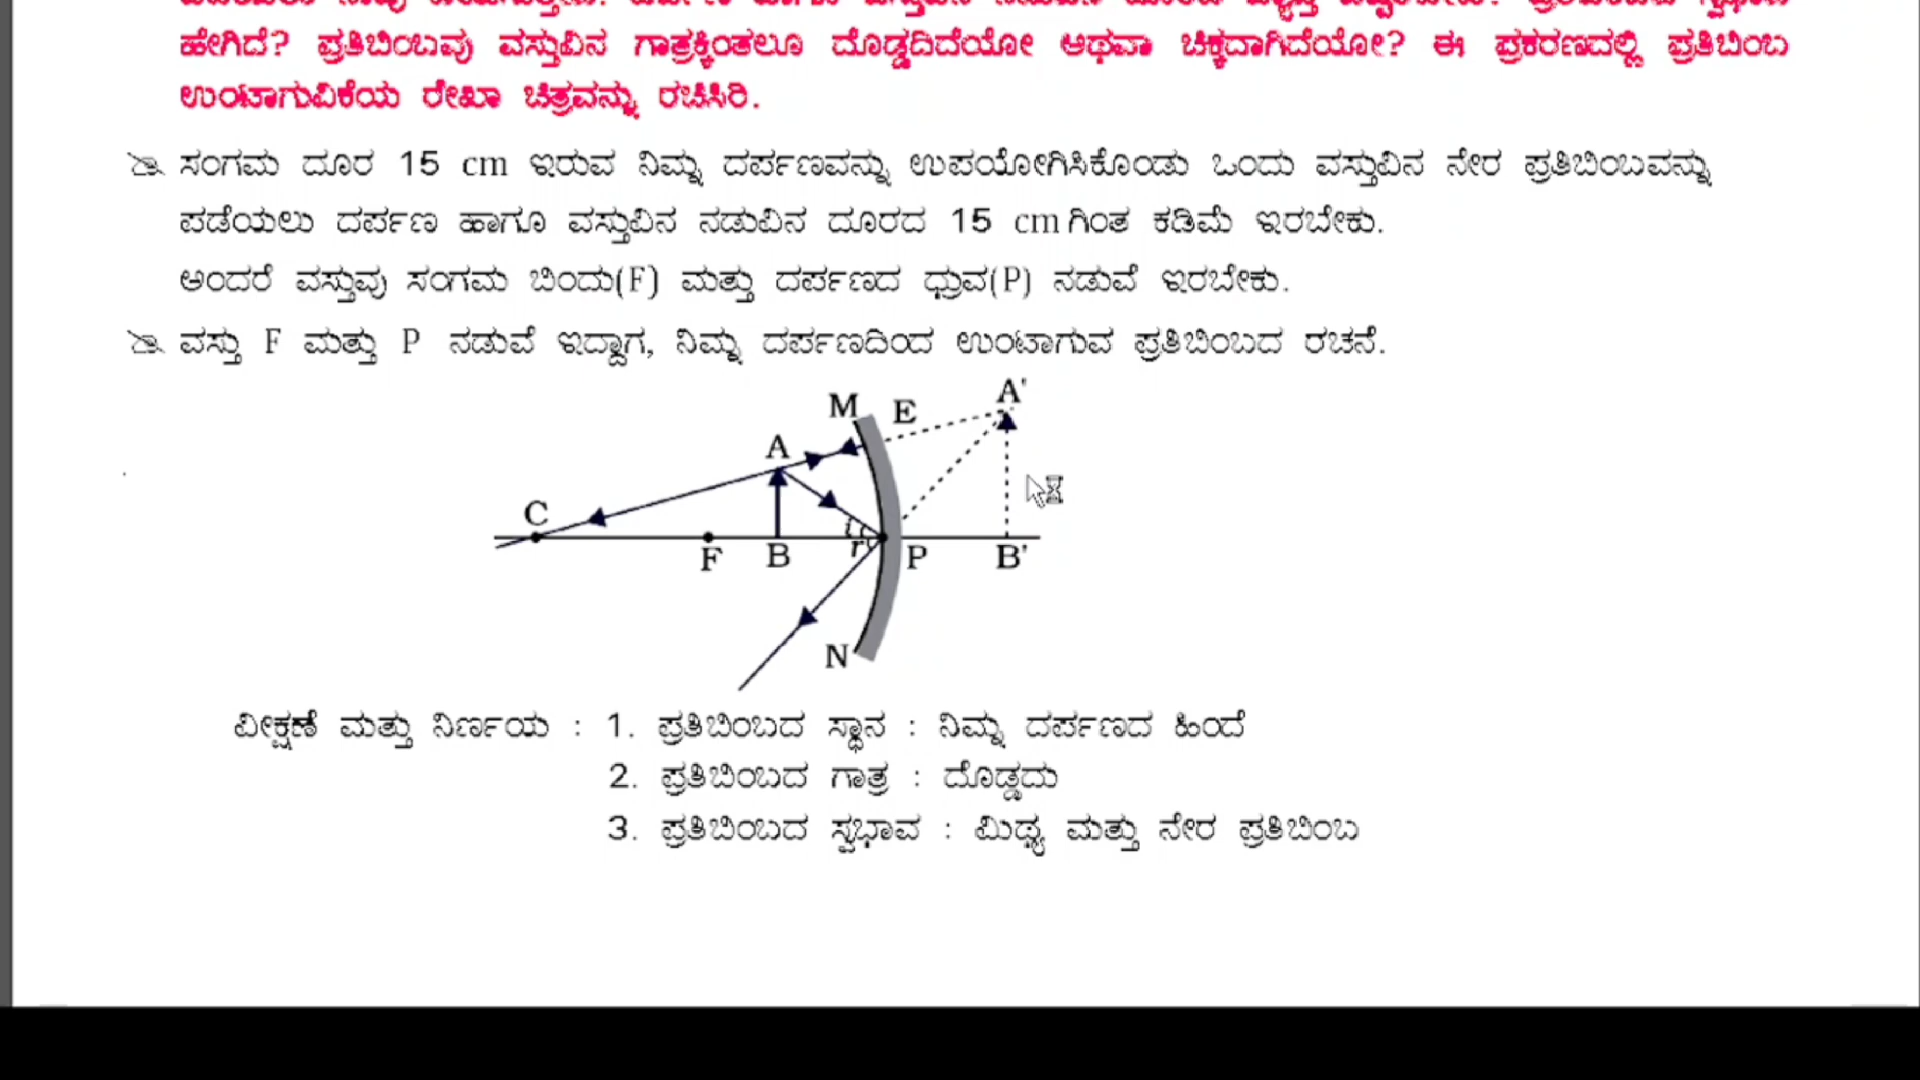 ಹೇಗಿದೆ? ಪ್ರತಿಬಿಂಬವು ವಸ್ತುವಿನ ಗಾತ್ರಕ್ಕಿಂತಲೂ ದೊಡ್ಡದಿದೆಯೋ ಅಥವಾ ಚಿಕ್ಕದಾಗಿದೆಯೋ? ಈ ಪ್ರಕರಣದಲ್ಲಿ ಪ್ರತಿಬಿಂಬ
ಉಂಟಾಗುವಿಕೆಯ ರೇಖಾ ಚಿತ್ರವನ್ನು ರಚಿಸಿರಿ.
ಸಂಗಮ ದೂರ 15 cm ಇರುವ ನಿಮ್ನ ದರ್ಪಣವನ್ನು ಉಪಯೋಗಿಸಿಕೊಂಡು ಒಂದು ವಸ್ತುವಿನ ನೇರ ಪ್ರತಿಬಿಂಬವನ್ನು
ಪಡೆಯಲು ದರ್ಪಣ ಹಾಗೂ ವಸ್ತುವಿನ ನಡುವಿನ ದೂರದ 15 cm ಗಿಂತ ಕಡಿಮೆ ಇರಬೇಕು.
ಅಂದರೆ ವಸ್ತುವು ಸಂಗಮ ಬಿಂದು(F) ಮತ್ತು ದರ್ಪಣದ ಧ್ರುವ(P) ನಡುವೆ ಇರಬೇಕು.
ವಸ್ತು F ಮತ್ತು P ನಡುವೆ ಇದ್ದಾಗ, ನಿಮ್ನ ದರ್ಪಣದಿಂದ ಉಂಟಾಗುವ ಪ್ರತಿಬಿಂಬದ ರಚನೆ.
M E A'
A
C
F B r P B'
N
ವೀಕ್ಷಣೆ ಮತ್ತು ನಿರ್ಣಯ : 1. ಪ್ರತಿಬಿಂಬದ ಸ್ಥಾನ : ನಿಮ್ನ ದರ್ಪಣದ ಹಿಂದೆ
2. ಪ್ರತಿಬಿಂಬದ ಗಾತ್ರ : ದೊಡ್ಡದು
3. ಪ್ರತಿಬಿಂಬದ ಸ್ವಭಾವ : ಮಿಥ್ಯ ಮತ್ತು ನೇರ ಪ್ರತಿಬಿಂಬ